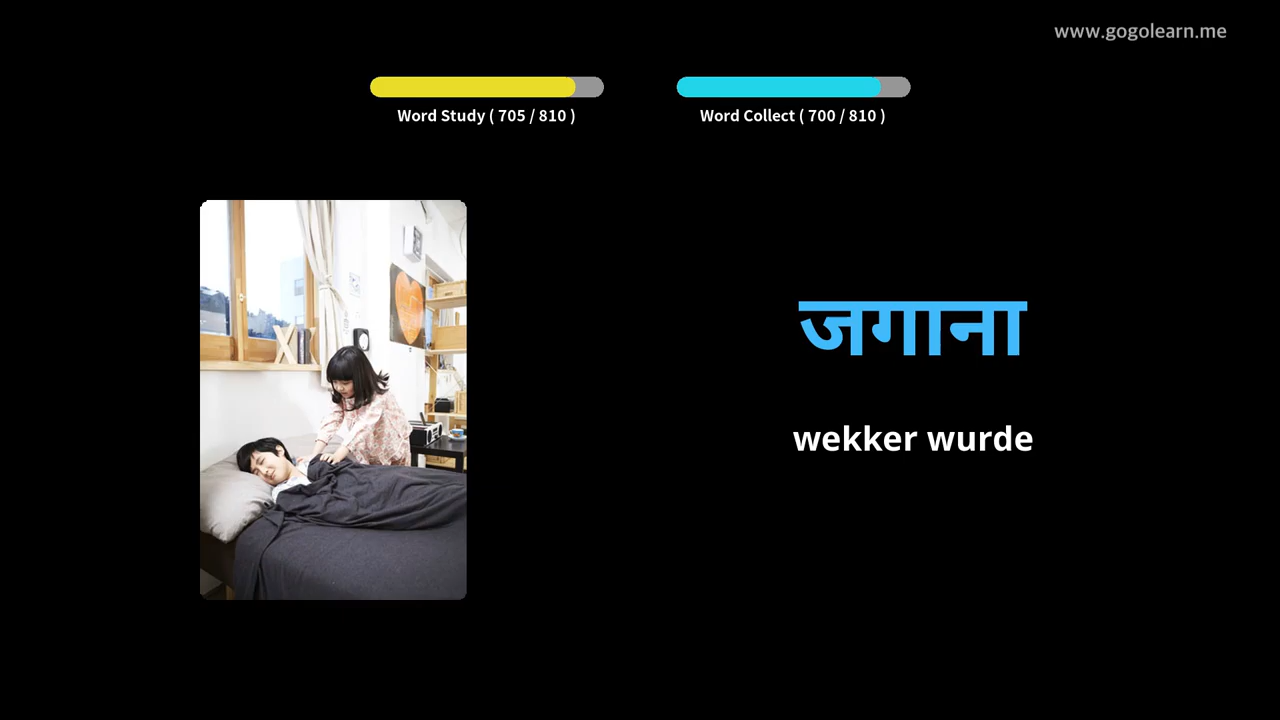 www.gogolearn.me
Word Study ( 705 / 810 )
Word Collect ( 700 / 810 )
जगाना
wekker wurde